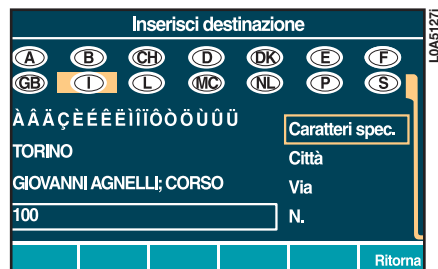 Inserisci destinazione
A B CH D DK E F
GB I L MC NL P S
À Â Ä Ç È É Ê Ë Ì Î Ï Ô Ò Ö Ù Û Ü
Caratteri spec.
TORINO
Città
GIOVANNI AGNELLI; CORSO
Via
100
N.
Ritorna
L0A5127i